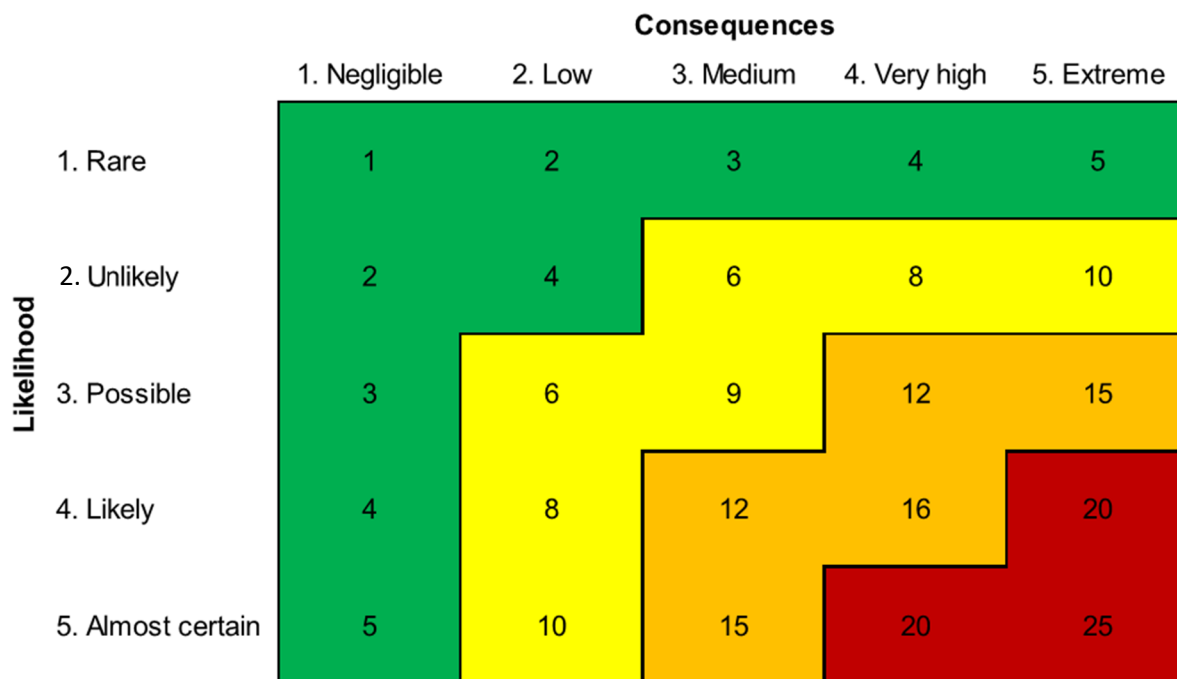 Consequences
1. Negligible 2. Low 3. Medium 4. Very high 5. Extreme
Likelihood
1. Rare 1 2 3 4 5
2. Unlikely 2 4 6 8 10
3. Possible 3 6 9 12 15
4. Likely 4 8 12 16 20
5. Almost certain 5 10 15 20 25